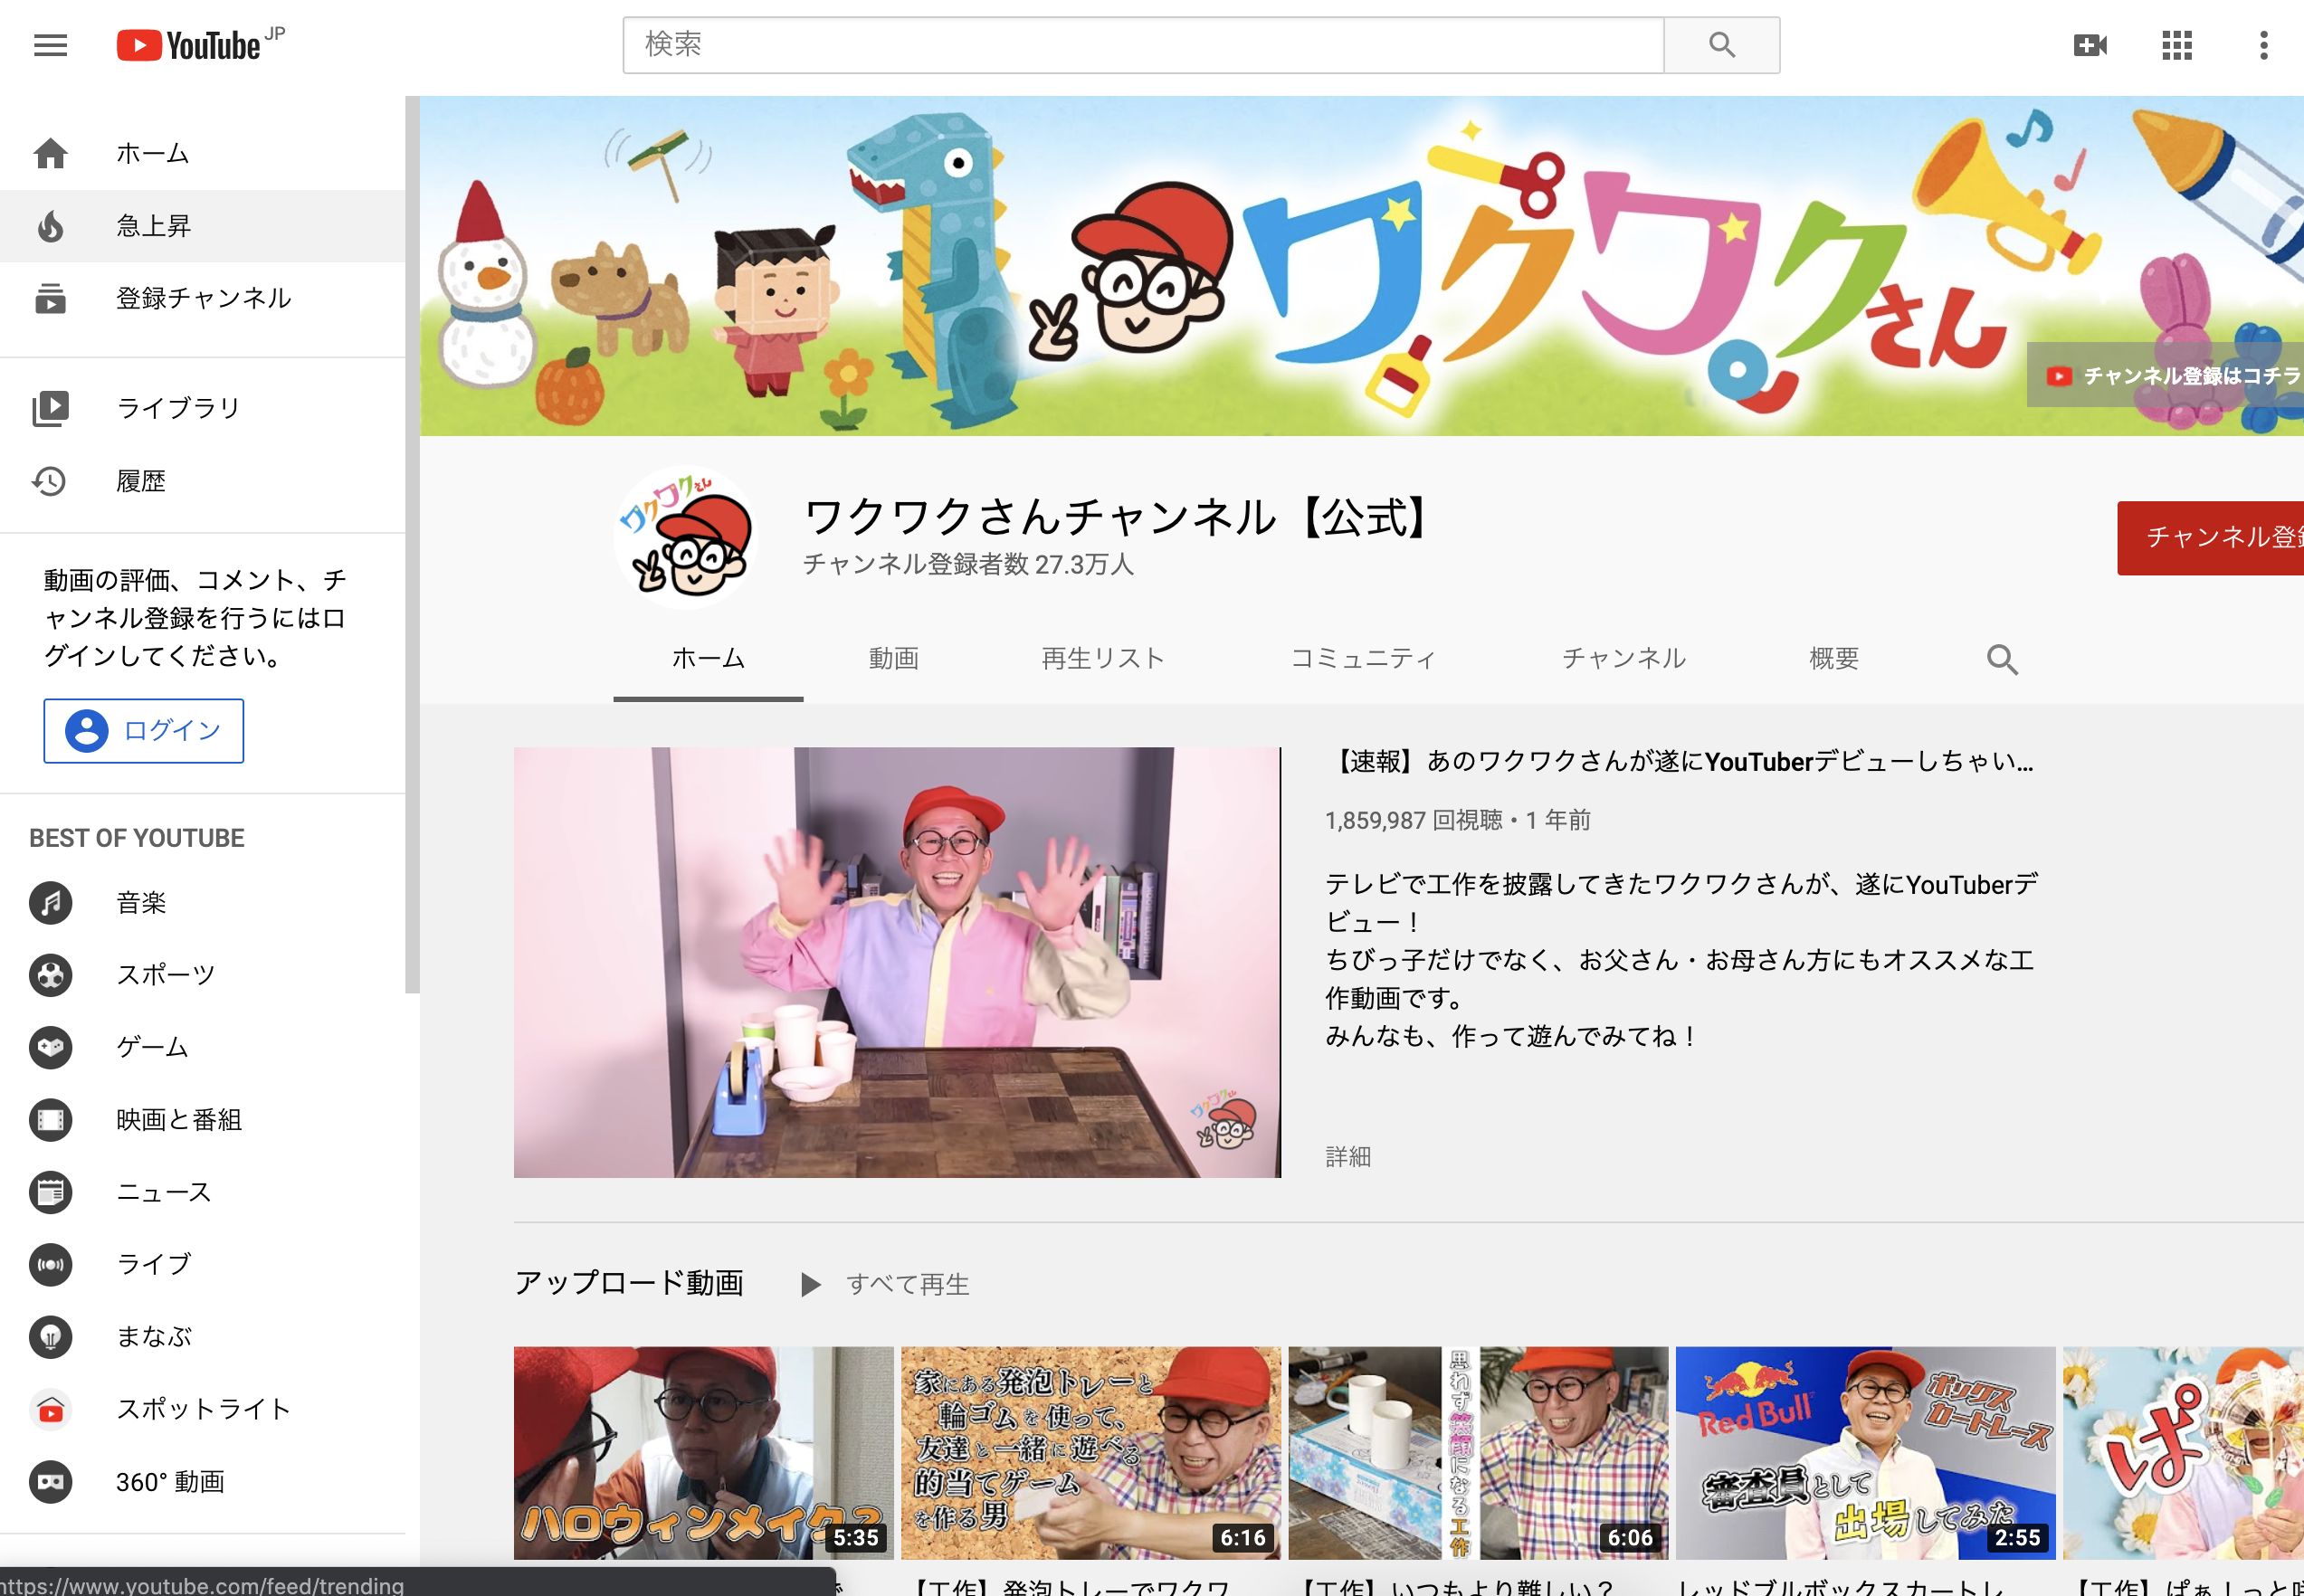 YouTube JP
検索
ホーム
急上昇
登録チャンネル
ライブラリ
履歴
動画の評価、コメント、チ
ャンネル登録を行うにはロ
グインしてください。
ログイン
BEST OF YOUTUBE
音楽
スポーツ
ゲーム
映画と番組
ニュース
ライブ
まなぶ
スポットライト
360° 動画
https://www.youtube.com/feed/trending
ワクワクさん
チャンネル登録はコチラ
ワクワクさん
ワクワクさんチャンネル【公式】
チャンネル登録者数 27.3万人
チャンネル登録
ホーム
動画
再生リスト
コミュニティ
チャンネル
概要
【速報】あのワクワクさんが遂にYouTuberデビューしちゃい...
1,859,987 回視聴・1 年前
テレビで工作を披露してきたワクワクさんが、遂にYouTuberデ
ビュー！
ちびっ子だけでなく、お父さん・お母さん方にもオススメな工
作動画です。
みんなも、作って遊んでみてね！
詳細
ワクワクさん
アップロード動画
すべて再生
ハロウィンメイク?
5:35
家にある発泡トレーと
輪ゴムを使って、
友達と一緒に遊べる
的当てゲーム
を作る男
6:16
思れず笑顔になる工作
6:06
Red Bull
ボックス
カートレース
審査員として
出場してみた
2:55
ぱ
【工作】発泡トレーでワクワ
【工作】いつもより難しい？
レッドブルボックスカートレ
【工作】ぱぁ！っと